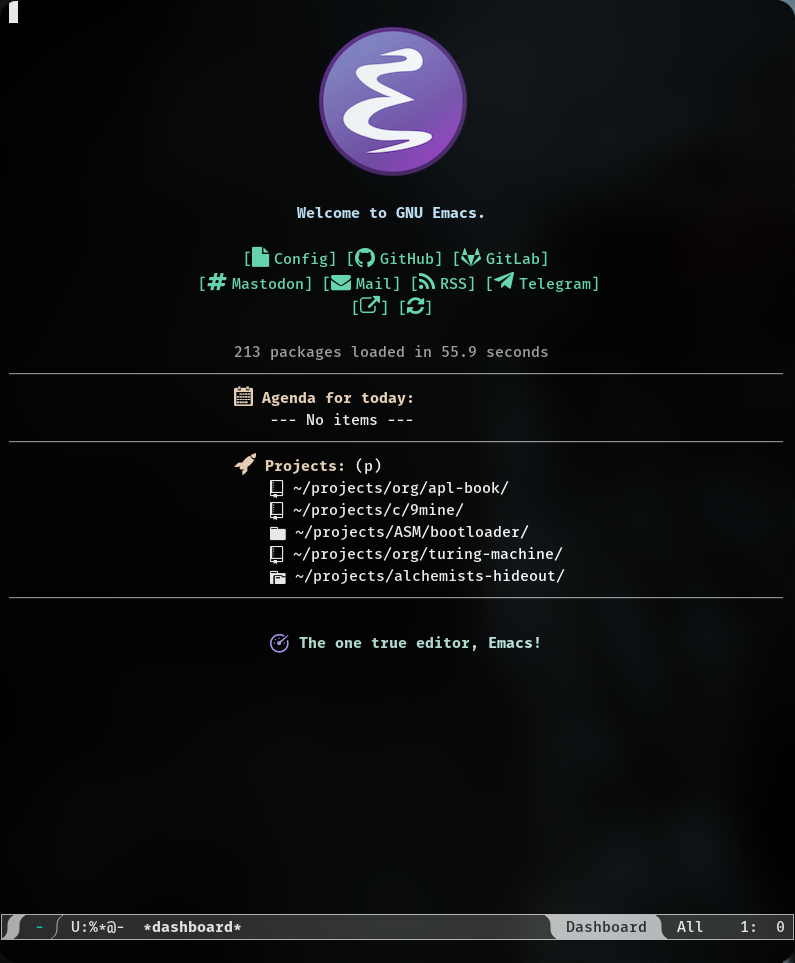 Welcome to GNU Emacs.
[Config] [GitHub] [GitLab]
[# Mastodon] [Mail] [RSS] [Telegram]
[] []
213 packages loaded in 55.9 seconds
Agenda for today:
--- No items ---
Projects: (p)
~/projects/org/apl-book/
~/projects/c/9mine/
~/projects/ASM/bootloader/
~/projects/org/turing-machine/
~/projects/alchemists-hideout/
The one true editor, Emacs!
- U:%*@- *dashboard* Dashboard All 1: 0